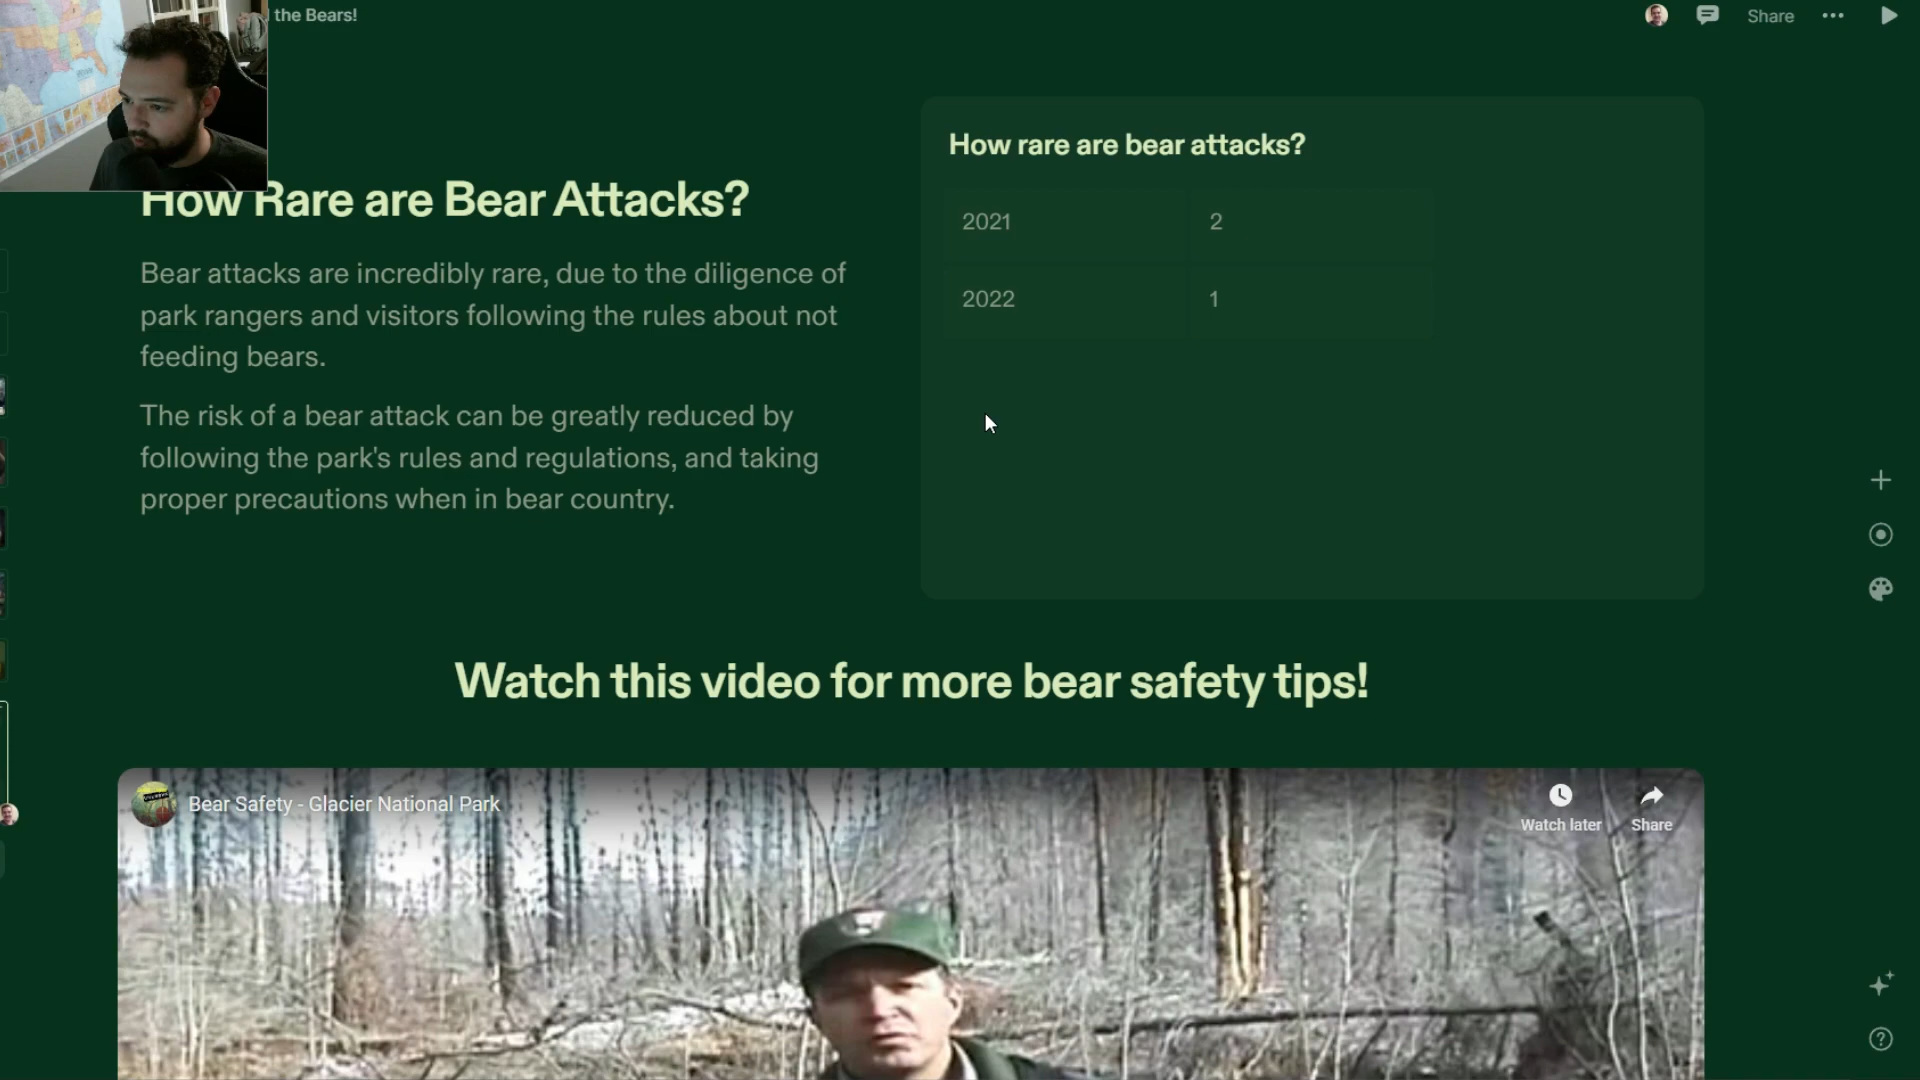 the Bears!
Share
How Rare are Bear Attacks?
Bear attacks are incredibly rare, due to the diligence of
park rangers and visitors following the rules about not
feeding bears.
The risk of a bear attack can be greatly reduced by
following the park's rules and regulations, and taking
proper precautions when in bear country.
How rare are bear attacks?
2021 2
2022 1
Watch this video for more bear safety tips!
Bear Safety - Glacier National Park
Watch later
Share